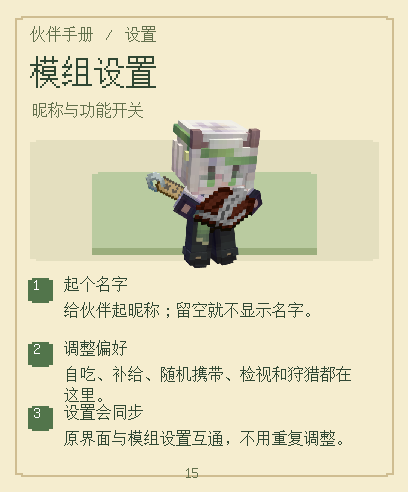 伙伴手册 / 设置
模组设置
昵称与功能开关
1 起个名字
给伙伴起昵称；留空就不显示名字。
2 调整偏好
自吃、补给、随机携带、检视和狩猎都在
这里。
3 设置会同步
原界面与模组设置互通，不用重复调整。
15